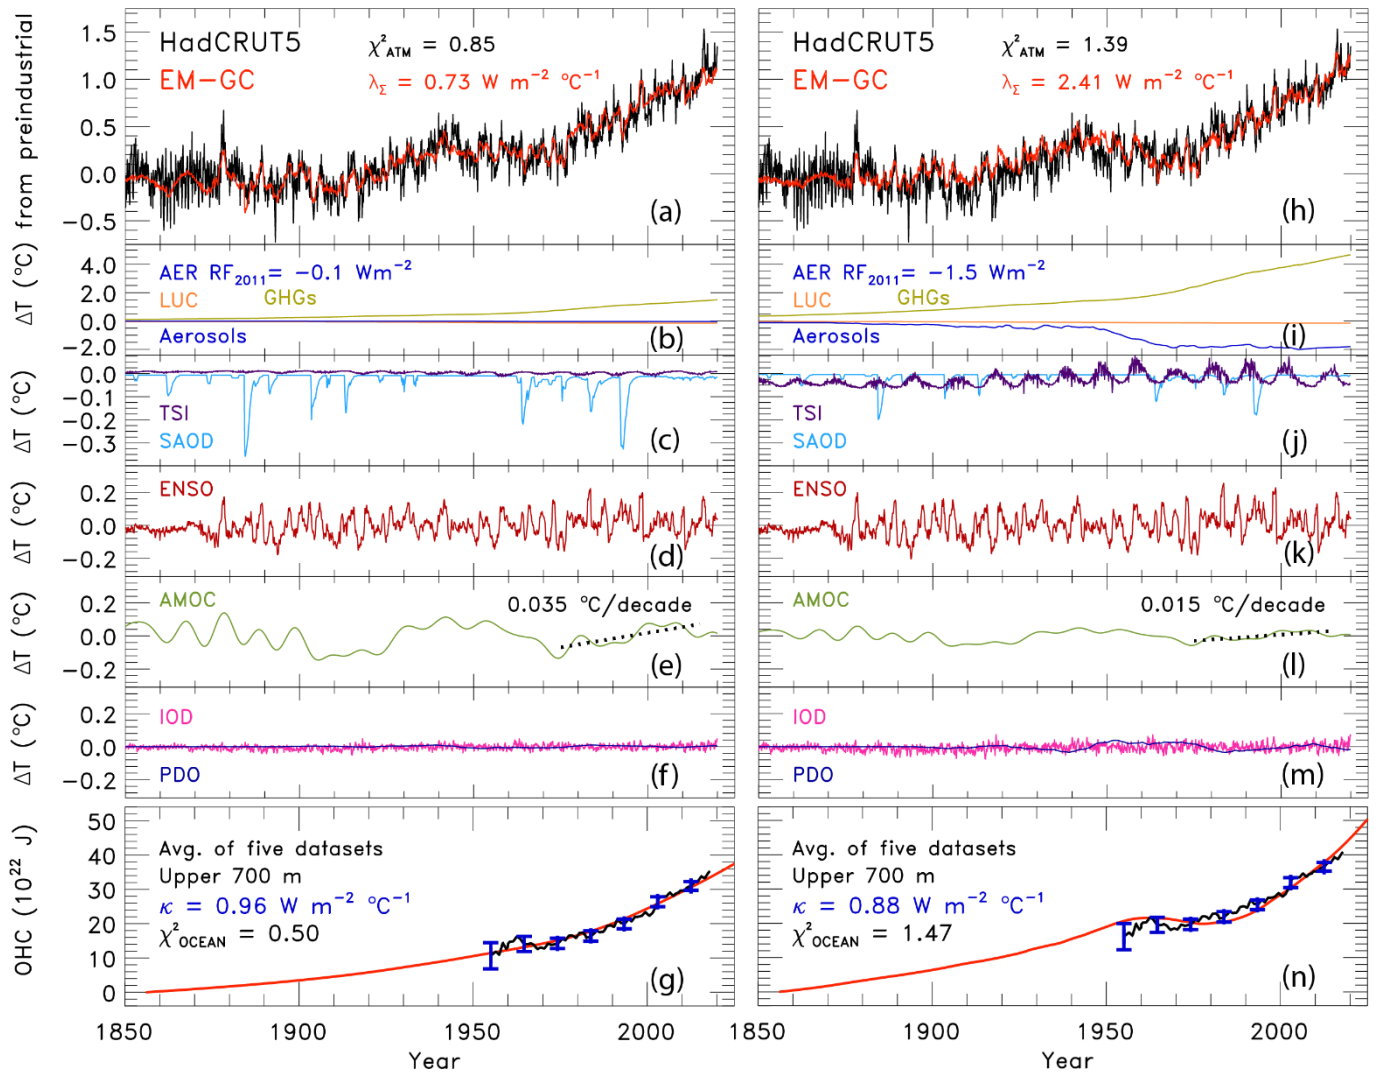 ΔT (°C) from preindustrial
1.5
1.0
0.5
0.0
−0.5
HadCRUT5
χ²ATM = 0.85
EM−GC
λΣ = 0.73 W m⁻² °C⁻¹
(a)
HadCRUT5
χ²ATM = 1.39
EM−GC
λΣ = 2.41 W m⁻² °C⁻¹
(h)
4.0
2.0
0.0
−2.0
AER RF2011= −0.1 Wm⁻²
LUC
GHGs
Aerosols
(b)
AER RF2011= −1.5 Wm⁻²
LUC
GHGs
Aerosols
(i)
ΔT (°C)
0.0
−0.1
−0.2
−0.3
TSI
SAOD
(c)
TSI
SAOD
(j)
ΔT (°C)
0.2
0.0
−0.2
ENSO
(d)
ENSO
(k)
ΔT (°C)
0.2
0.0
−0.2
AMOC
0.035 °C/decade
(e)
AMOC
0.015 °C/decade
(l)
ΔT (°C)
0.2
0.0
−0.2
IOD
PDO
(f)
IOD
PDO
(m)
OHC (10²² J)
50
40
30
20
10
0
Avg. of five datasets
Upper 700 m
κ = 0.96 W m⁻² °C⁻¹
χ²OCEAN = 0.50
(g)
Avg. of five datasets
Upper 700 m
κ = 0.88 W m⁻² °C⁻¹
χ²OCEAN = 1.47
(n)
1850 1900 1950 2000
Year
1850 1900 1950 2000
Year